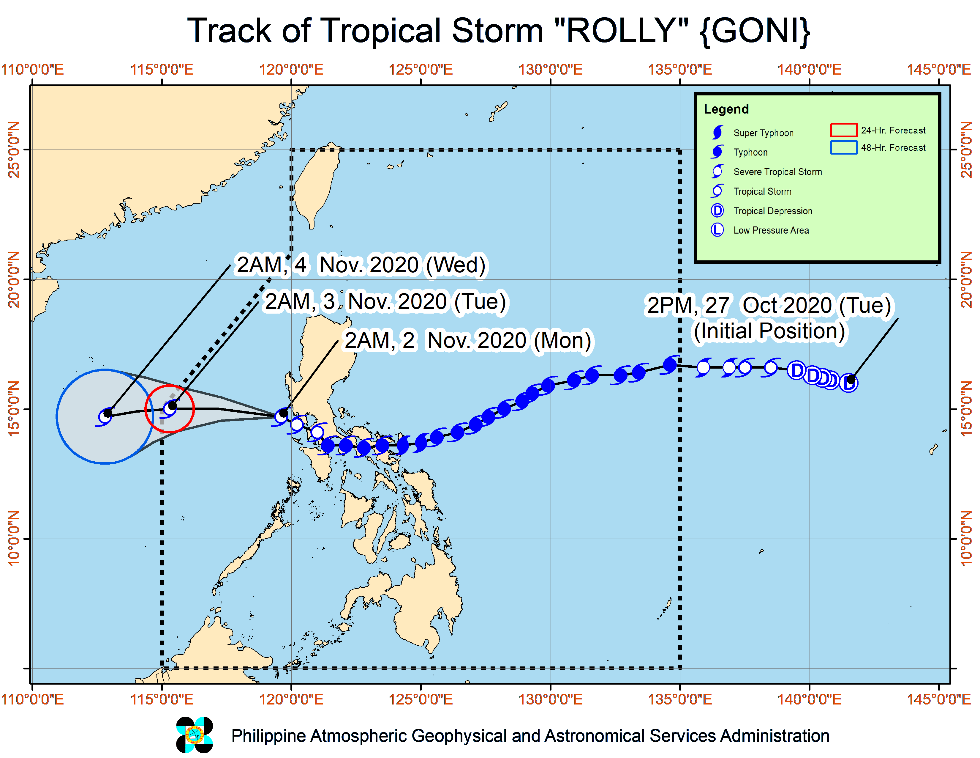 Track of Tropical Storm "ROLLY" {GONI}
110°0'0"E 115°0'0"E 120°0'0"E 125°0'0"E 130°0'0"E 135°0'0"E 140°0'0"E 145°0'0"E
Legend
Super Typhoon
Typhoon
Severe Tropical Storm
Tropical Storm
D Tropical Depression
L Low Pressure Area
24-Hr. Forecast
48-Hr. Forecast
25°0'0"N
25°0'0"N
20°0'0"N
20°0'0"N
15°0'0"N
15°0'0"N
10°0'0"N
10°0'0"N
2AM, 4 Nov. 2020 (Wed)
2AM, 3 Nov. 2020 (Tue)
2AM, 2 Nov. 2020 (Mon)
2PM, 27 Oct 2020 (Tue)
(Initial Position)
D D L L L
110°0'0"E 115°0'0"E 120°0'0"E 125°0'0"E 130°0'0"E 135°0'0"E 140°0'0"E 145°0'0"E
Philippine Atmospheric Geophysical and Astronomical Services Administration